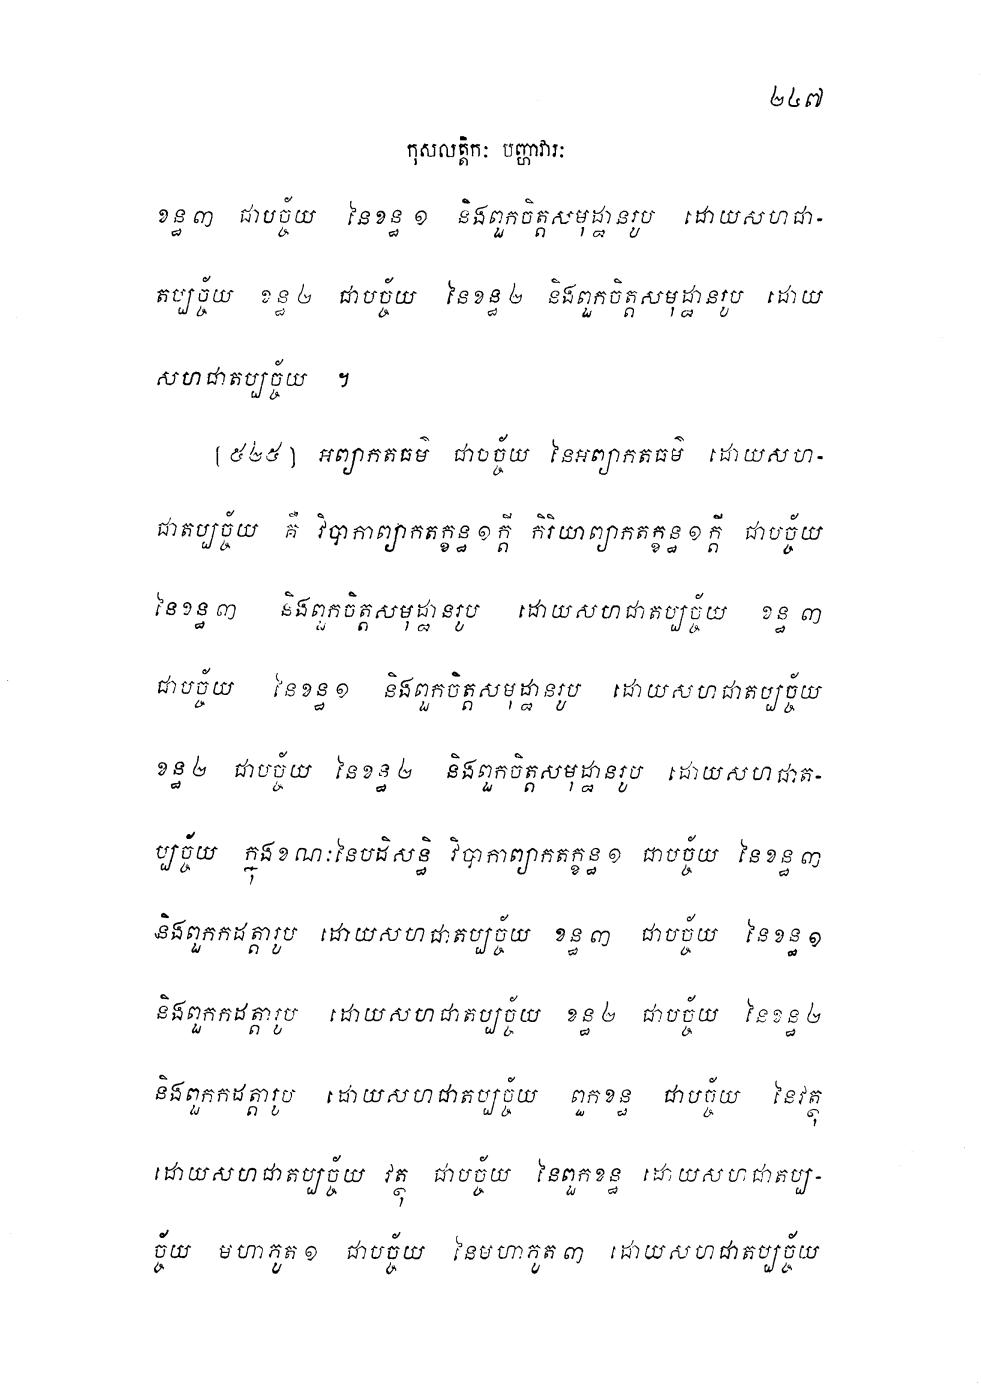 ២៤៧
កុសលត្តិកៈ បញ្ហាវារៈ
ខន្ធ ៣ ជាបច្ច័យ នៃខន្ធ ១ និងពួកចិត្តសមុដ្ឋានរូប ដោយសហជា-
តប្បច្ច័យ ខន្ធ ២ ជាបច្ច័យ នៃខន្ធ ២ និងពួកចិត្តសមុដ្ឋានរូប ដោយ
សហជាតប្បច្ច័យ ។
(៥២៥) អព្យាកតធម៌ ជាបច្ច័យ នៃអព្យាកតធម៌ ដោយសហ-
ជាតប្បច្ច័យ គឺ វិបាកាព្យាកតក្ខន្ធ ១ ក្តី កិរិយាព្យាកតក្ខន្ធ ១ ក្តី ជាបច្ច័យ
នៃខន្ធ ៣ និងពួកចិត្តសមុដ្ឋានរូប ដោយសហជាតប្បច្ច័យ ខន្ធ ៣
ជាបច្ច័យ នៃខន្ធ ១ និងពួកចិត្តសមុដ្ឋានរូប ដោយសហជាតប្បច្ច័យ
ខន្ធ ២ ជាបច្ច័យ នៃខន្ធ ២ និងពួកចិត្តសមុដ្ឋានរូប ដោយសហជាត-
ប្បច្ច័យ ក្នុងខណៈនៃបដិសន្ធិ វិបាកាព្យាកតក្ខន្ធ ១ ជាបច្ច័យ នៃខន្ធ ៣
និងពួកកដត្តារូប ដោយសហជាតប្បច្ច័យ ខន្ធ ៣ ជាបច្ច័យ នៃខន្ធ ១
និងពួកកដត្តារូប ដោយសហជាតប្បច្ច័យ ខន្ធ ២ ជាបច្ច័យ នៃខន្ធ ២
និងពួកកដត្តារូប ដោយសហជាតប្បច្ច័យ ពួកខន្ធ ជាបច្ច័យ នៃវត្ថុ
ដោយសហជាតប្បច្ច័យ វត្ថុ ជាបច្ច័យ នៃពួកខន្ធ ដោយសហជាតប្ប-
ច្ច័យ មហាភូត ១ ជាបច្ច័យ នៃមហាភូត ៣ ដោយសហជាតប្បច្ច័យ